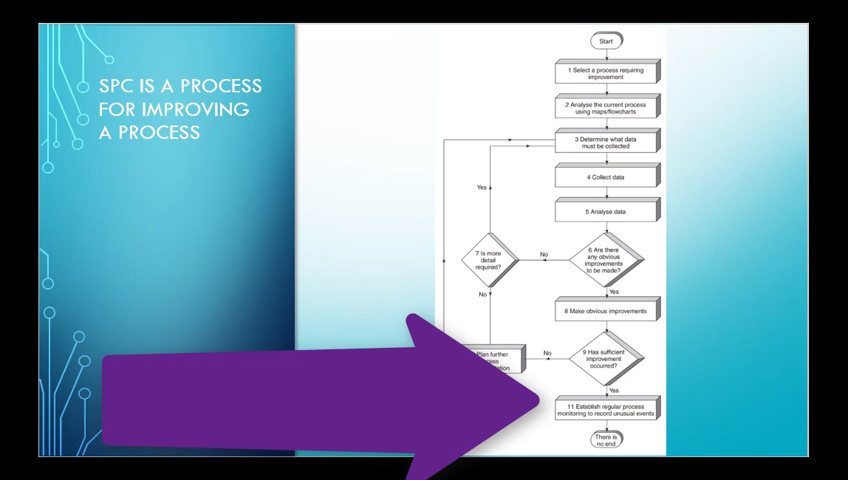 SPC IS A PROCESS
FOR IMPROVING
A PROCESS
Start
1 Select a process requiring
improvement
2 Analyse the current process
using maps/flowcharts
3 Determine what data
must be collected
4 Collect data
5 Analyse data
6 Are there
any obvious
improvements
to be made?
No
7 Is more
detail
required?
Yes
No
Yes
8 Make obvious improvements
9 Has sufficient
improvement
occurred?
No
Plan further
Yes
11 Establish regular process
monitoring to record unusual events
There is
no end